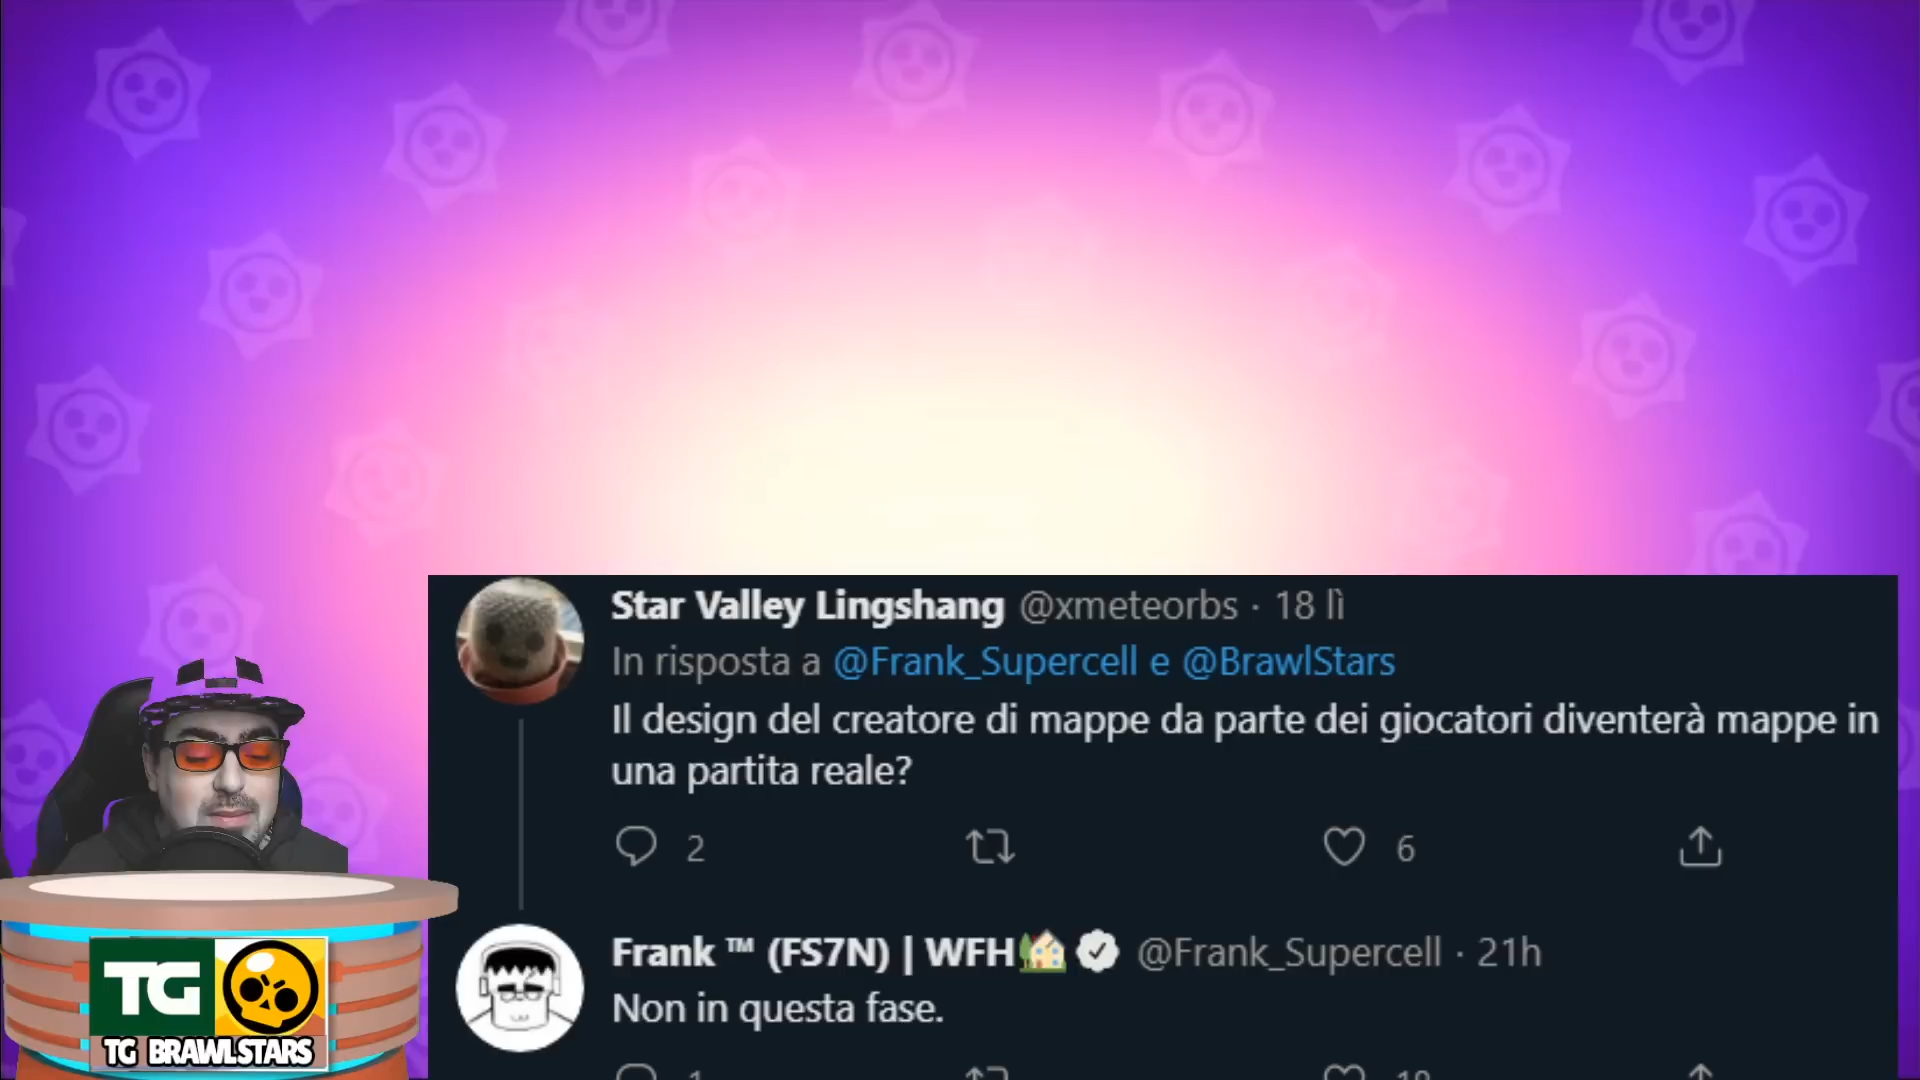 Star Valley Lingshang @xmeteorbs · 18 lì
In risposta a @Frank_Supercell e @BrawlStars
Il design del creatore di mappe da parte dei giocatori diventerà mappe in
una partita reale?
2 6
Frank ™ (FS7N) | WFH @Frank_Supercell · 21h
Non in questa fase.
TG
TG BRAWLSTARS